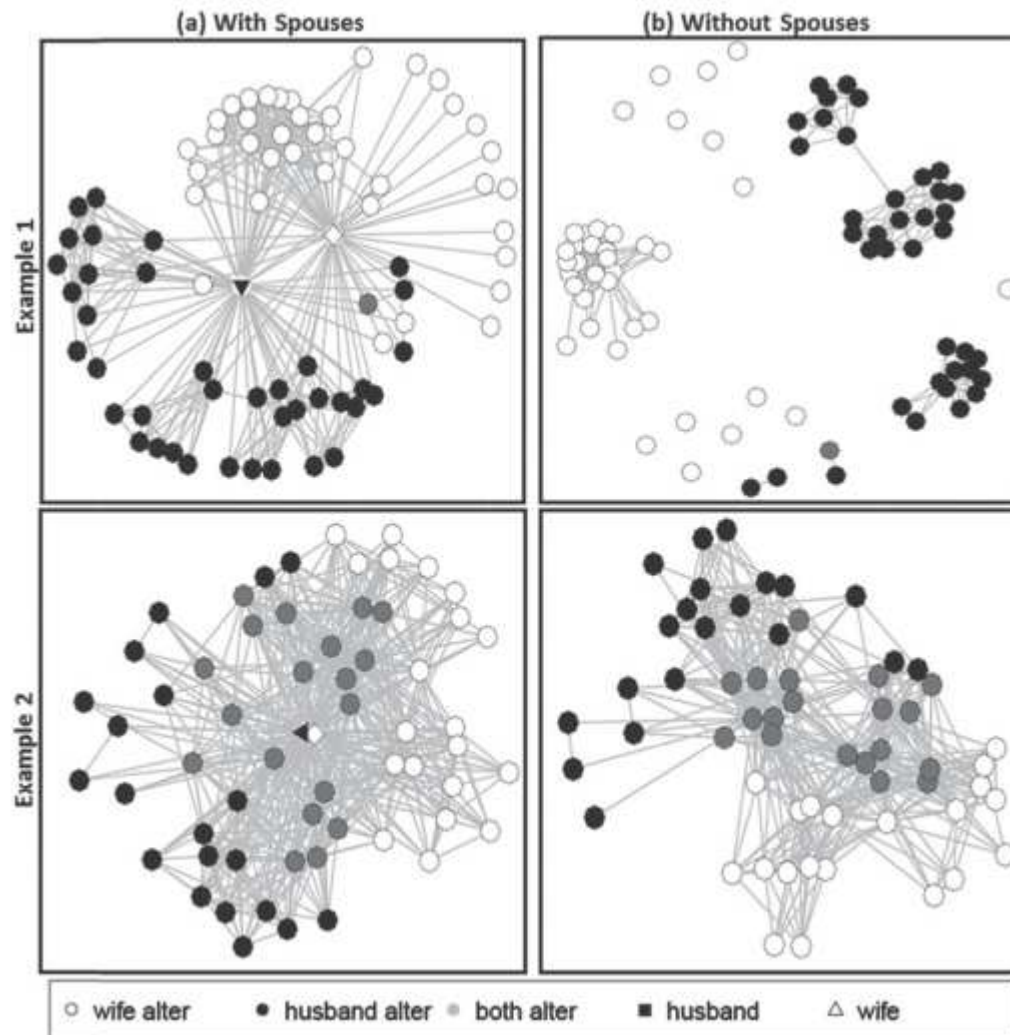 (a) With Spouses
(b) Without Spouses
Example 1
Example 2
wife alter
husband alter
both alter
husband
wife